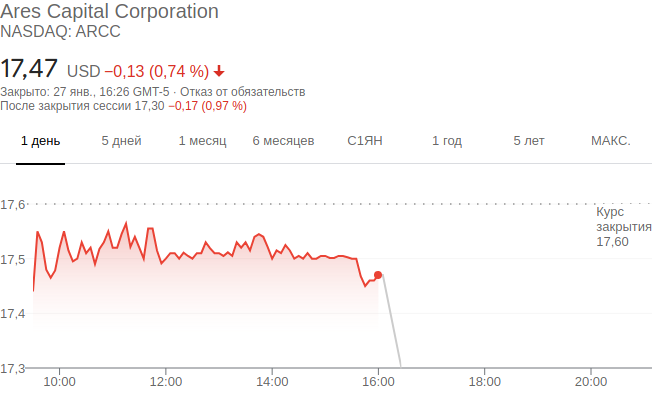 Ares Capital Corporation
NASDAQ: ARCC
17,47 USD −0,13 (0,74 %)
Закрыто: 27 янв., 16:26 GMT-5 · Отказ от обязательств
После закрытия сессии 17,30 −0,17 (0,97 %)
1 день 5 дней 1 месяц 6 месяцев С1ЯН 1 год 5 лет МАКС.
17,6
Курс
закрытия
17,60
17,5
17,4
17,3
10:00 12:00 14:00 16:00 18:00 20:00